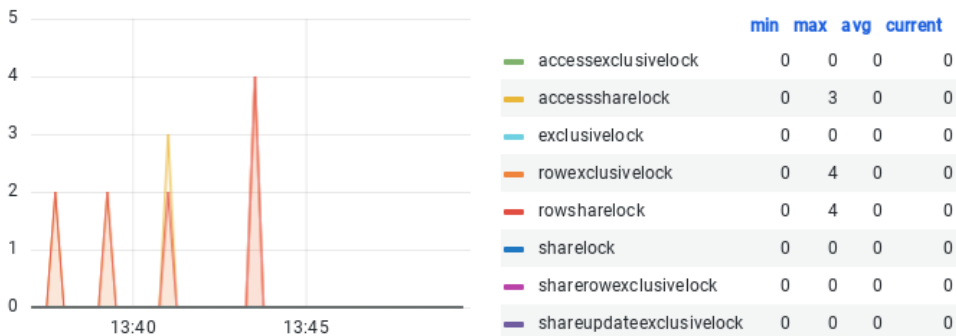 5
4
3
2
1
0
13:40 13:45
min max avg current
accessexclusivelock 0 0 0 0
accesssharelock 0 3 0 0
exclusivelock 0 0 0 0
rowexclusivelock 0 4 0 0
rowsharelock 0 4 0 0
sharelock 0 0 0 0
sharerowexclusivelock 0 0 0 0
shareupdateexclusivelock 0 0 0 0